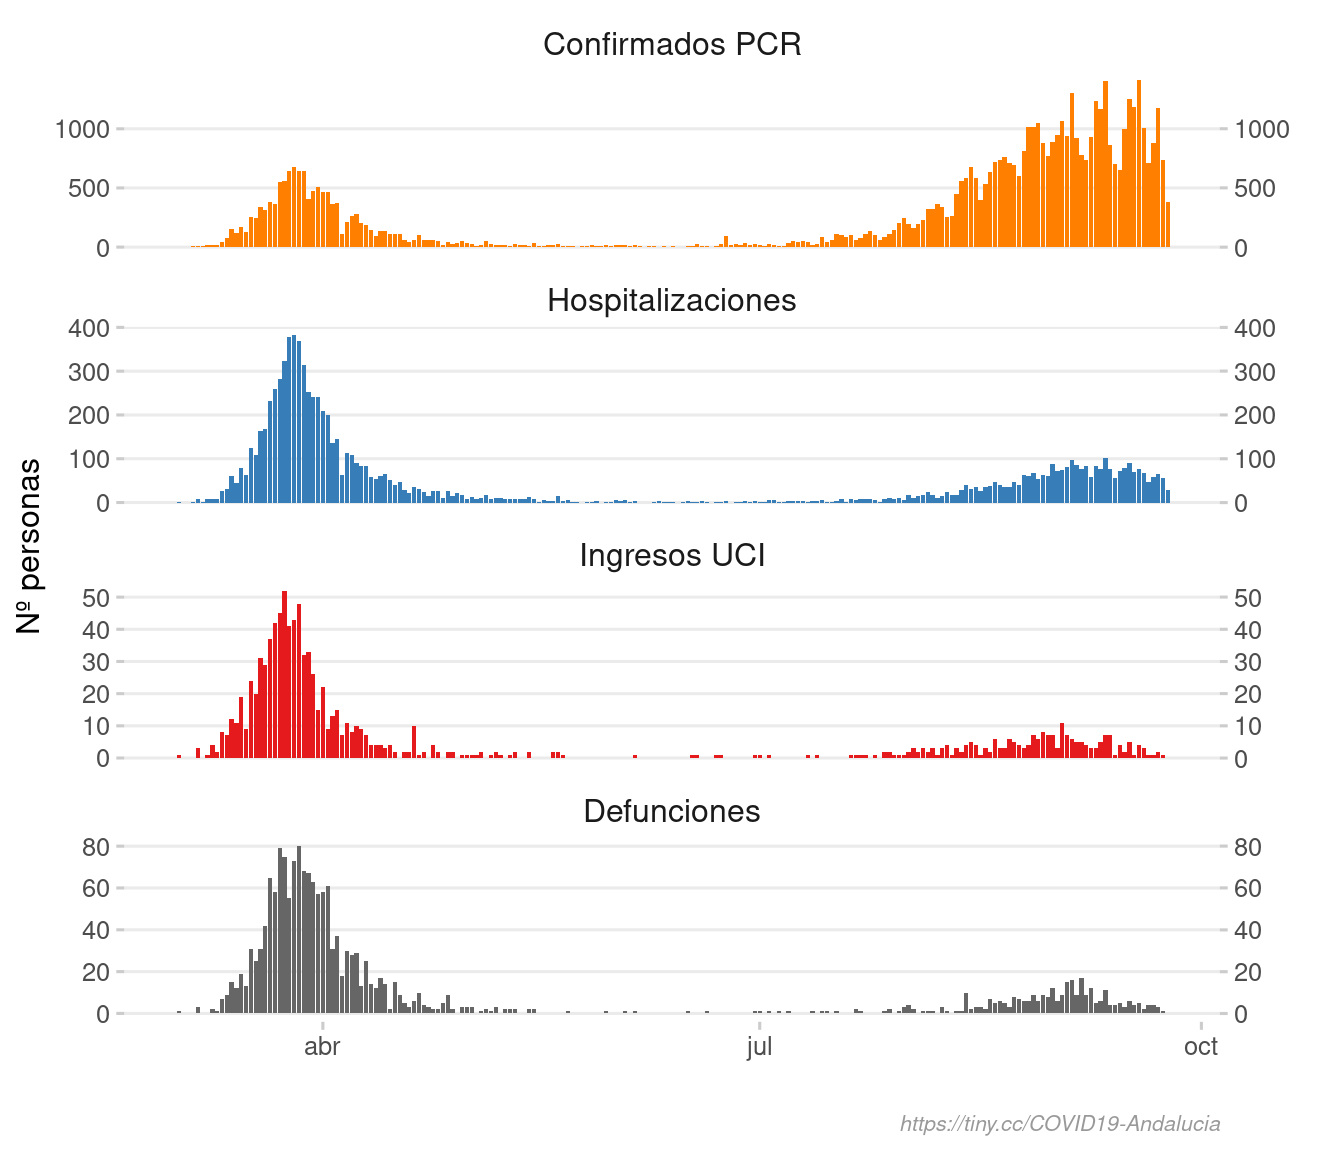 Confirmados PCR
1000 1000
500 500
0 0
Hospitalizaciones
400 400
300 300
200 200
100 100
0 0
Nº personas
Ingresos UCI
50 50
40 40
30 30
20 20
10 10
0 0
Defunciones
80 80
60 60
40 40
20 20
0 0
abr jul oct
https://tiny.cc/COVID19-Andalucia